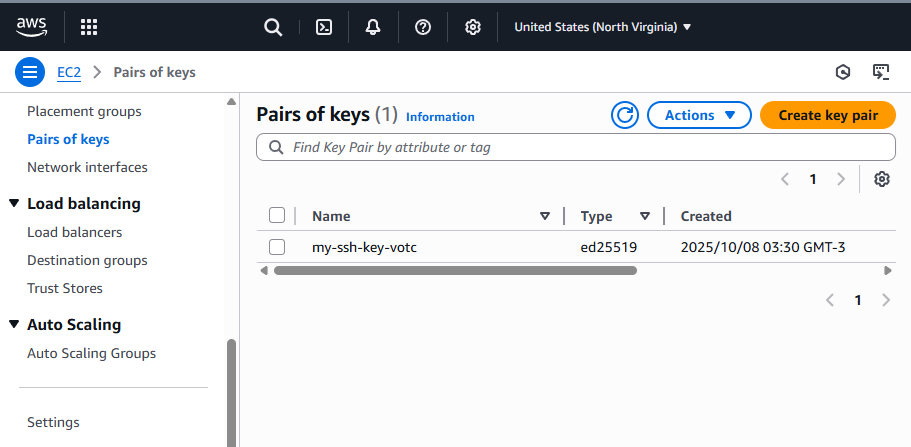 aws
United States (North Virginia)
EC2 Pairs of keys
Placement groups
Pairs of keys
Network interfaces
Load balancing
Load balancers
Destination groups
Trust Stores
Auto Scaling
Auto Scaling Groups
Settings
Pairs of keys (1) Information
Actions
Create key pair
Find Key Pair by attribute or tag
1
Name Type Created
my-ssh-key-votc ed25519 2025/10/08 03:30 GMT-3
1